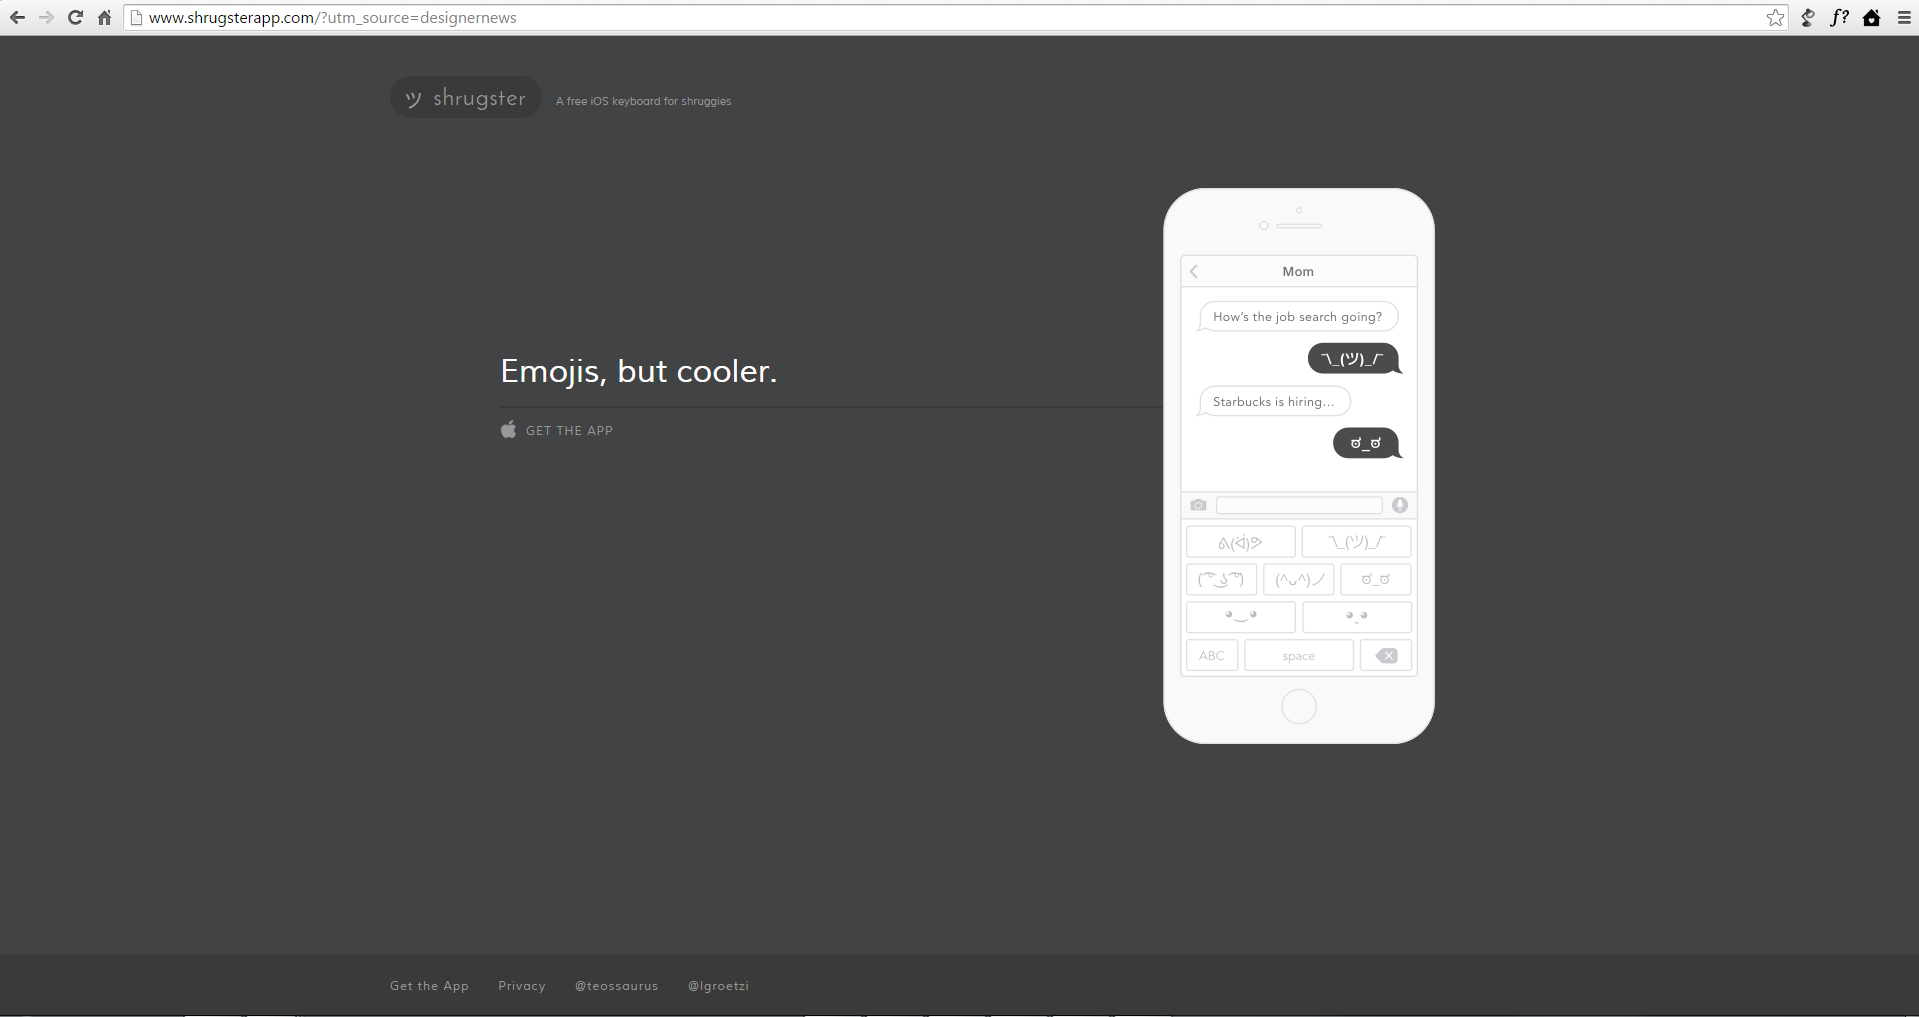 www.shrugsterapp.com/?utm_source=designernews
f?
ツ shrugster
A free iOS keyboard for shruggies
Emojis, but cooler.
GET THE APP
Mom
How's the job search going?
¯\_(ツ)_/¯
Starbucks is hiring...
ಠ_ಠ
¯\_(ツ)_/¯
( ͡° ͜ʖ ͡°) (^ᴗ^)ノ ಠ_ಠ
ABC space
Get the App Privacy @teossaurus @lgroetzi